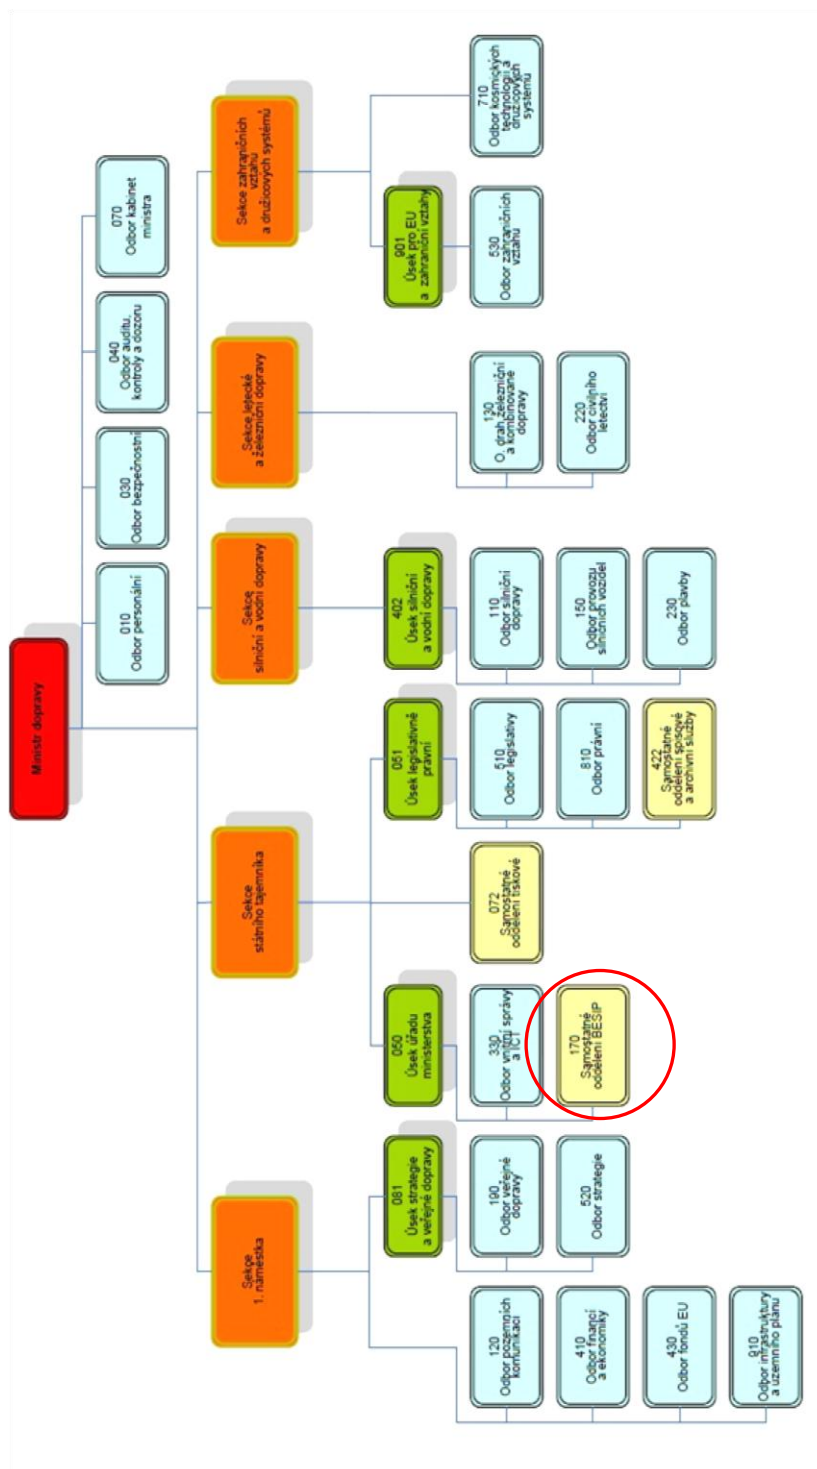 Ministr dopravy
010
Odbor personální
030
Odbor bezpečnostní
040
Odbor auditu,
kontroly a dozoru
070
Odbor kabinet
ministra
Sekce
1. náměstka
Sekce
státního tajemníka
Sekce
silniční a vodní dopravy
Sekce letecké
a železniční dopravy
Sekce zahraničních
vztahu
a družicových systémů
081
Úsek strategie
a veřejné dopravy
050
Úsek úřadu
ministerstva
051
Úsek legislativně
právní
402
Úsek silniční
a vodní dopravy
901
Úsek pro EU
a zahraniční vztahy
120
Odbor pozemních
komunikací
410
Odbor financí
a ekonomiky
430
Odbor fondů EU
910
Odbor infrastruktury
a územního plánu
190
Odbor veřejné
dopravy
520
Odbor strategie
330
Odbor vnitřní správy
a ICT
170
Samostatné
oddělení BESIP
072
Samostatné
oddělení tiskové
510
Odbor legislativy
810
Odbor právní
422
Samostatné
oddělení spisové
a archivní služby
110
Odbor silniční
dopravy
150
Odbor provozu
silničních vozidel
230
Odbor plavby
130
O. drah,železniční
a kombinované
dopravy
220
Odbor civilního
letectví
530
Odbor zahraničních
vztahu
710
Odbor kosmických
technologií a
družicových
systému